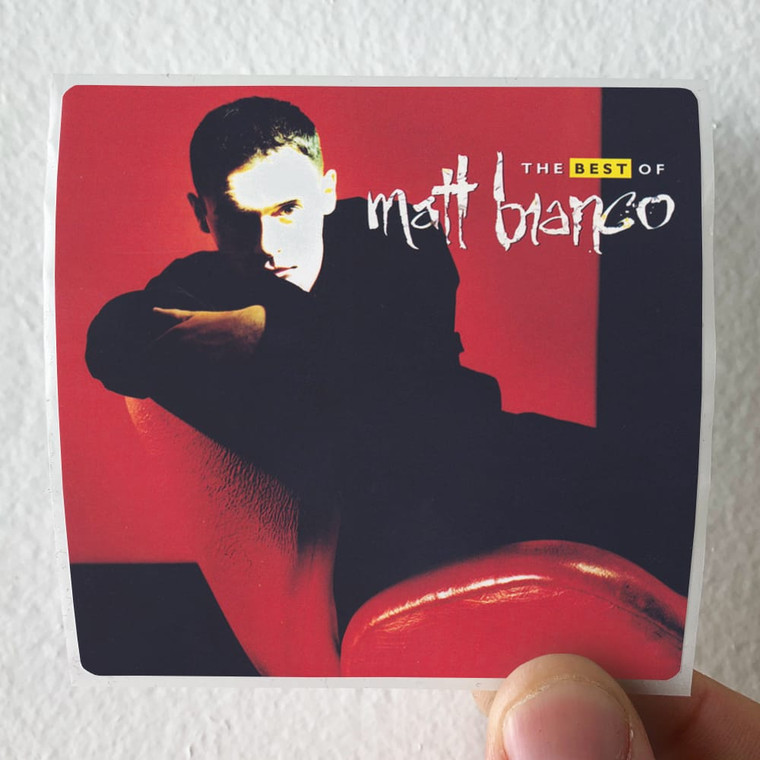 THE BEST OF
matt bianco